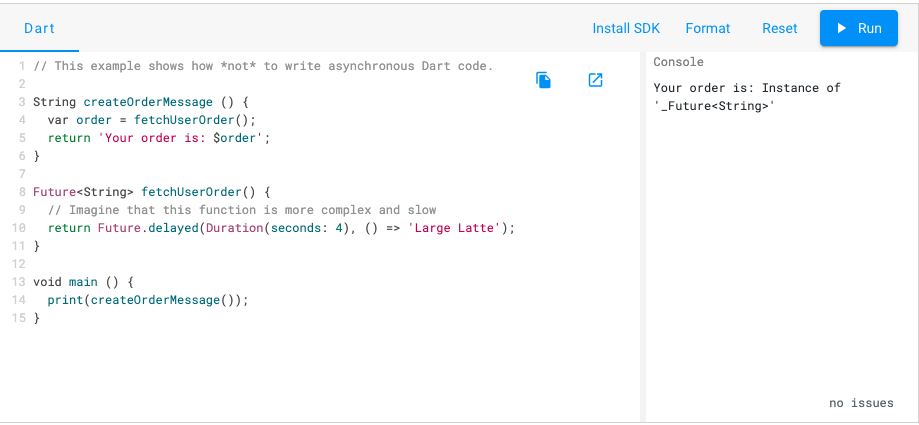 Dart
Install SDK
Format
Reset
Run
1 // This example shows how *not* to write asynchronous Dart code.
2
3 String createOrderMessage () {
4   var order = fetchUserOrder();
5   return 'Your order is: $order';
6 }
7
8 Future<String> fetchUserOrder() {
9   // Imagine that this function is more complex and slow
10   return Future.delayed(Duration(seconds: 4), () => 'Large Latte');
11 }
12
13 void main () {
14   print(createOrderMessage());
15 }
Console
Your order is: Instance of
'_Future<String>'
no issues